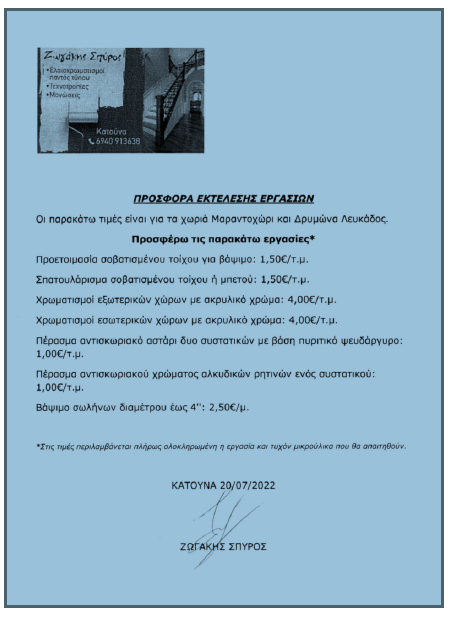 Ζωγάκης Σπύρος
•Ελαιοχρωματισμοί
παντός τύπου
•Τεχνοτροπίες
•Μονώσεις
Κατούνα
6940 913638
ΠΡΟΣΦΟΡΑ ΕΚΤΕΛΕΣΗΣ ΕΡΓΑΣΙΩΝ
Οι παρακάτω τιμές είναι για τα χωριά Μαραντοχώρι και Δρυμώνα Λευκάδος.
Προσφέρω τις παρακάτω εργασίες*
Προετοιμασία σοβατισμένου τοίχου για βάψιμο: 1,50€/τ.μ.
Σπατουλάρισμα σοβατισμένου τοίχου ή μπετού: 1,50€/τ.μ.
Χρωματισμοί εξωτερικών χώρων με ακρυλικό χρώμα: 4,00€/τ.μ.
Χρωματισμοί εσωτερικών χώρων με ακρυλικό χρώμα: 4,00€/τ.μ.
Πέρασμα αντισκωριακό αστάρι δυο συστατικών με βάση πυριτικό ψευδάργυρο:
1,00€/τ.μ.
Πέρασμα αντισκωριακού χρώματος αλκυδικών ρητινών ενός συστατικού:
1,00€/τ.μ.
Βάψιμο σωλήνων διαμέτρου έως 4'': 2,50€/μ.
*Στις τιμές περιλαμβάνεται πλήρως ολοκληρωμένη η εργασία και τυχόν μικρούλικα που θα απαιτηθούν.
ΚΑΤΟΥΝΑ 20/07/2022
ΖΩΓΑΚΗΣ ΣΠΥΡΟΣ